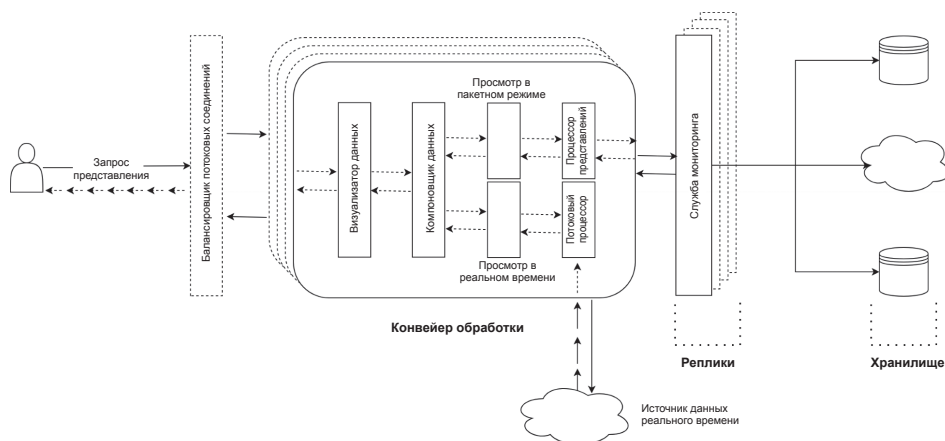 Запрос
представления
Балансировщик потоковых соединений
Визуализатор данных
Компоновщик данных
Просмотр в
пакетном режиме
Процессор
представлений
Потоковый
процессор
Просмотр в
реальном времени
Конвейер обработки
Служба мониторинга
Реплики
Хранилище
Источник данных
реального времени